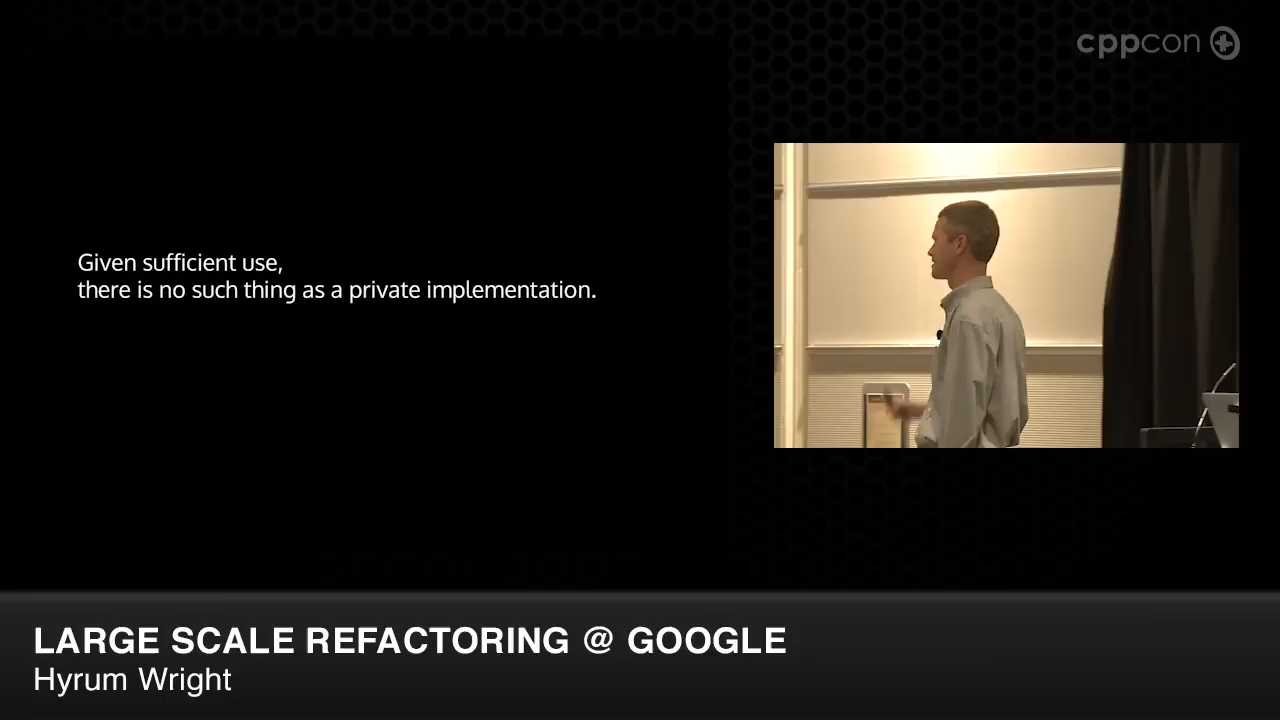 cppcon
Given sufficient use,
there is no such thing as a private implementation.
LARGE SCALE REFACTORING @ GOOGLE
Hyrum Wright